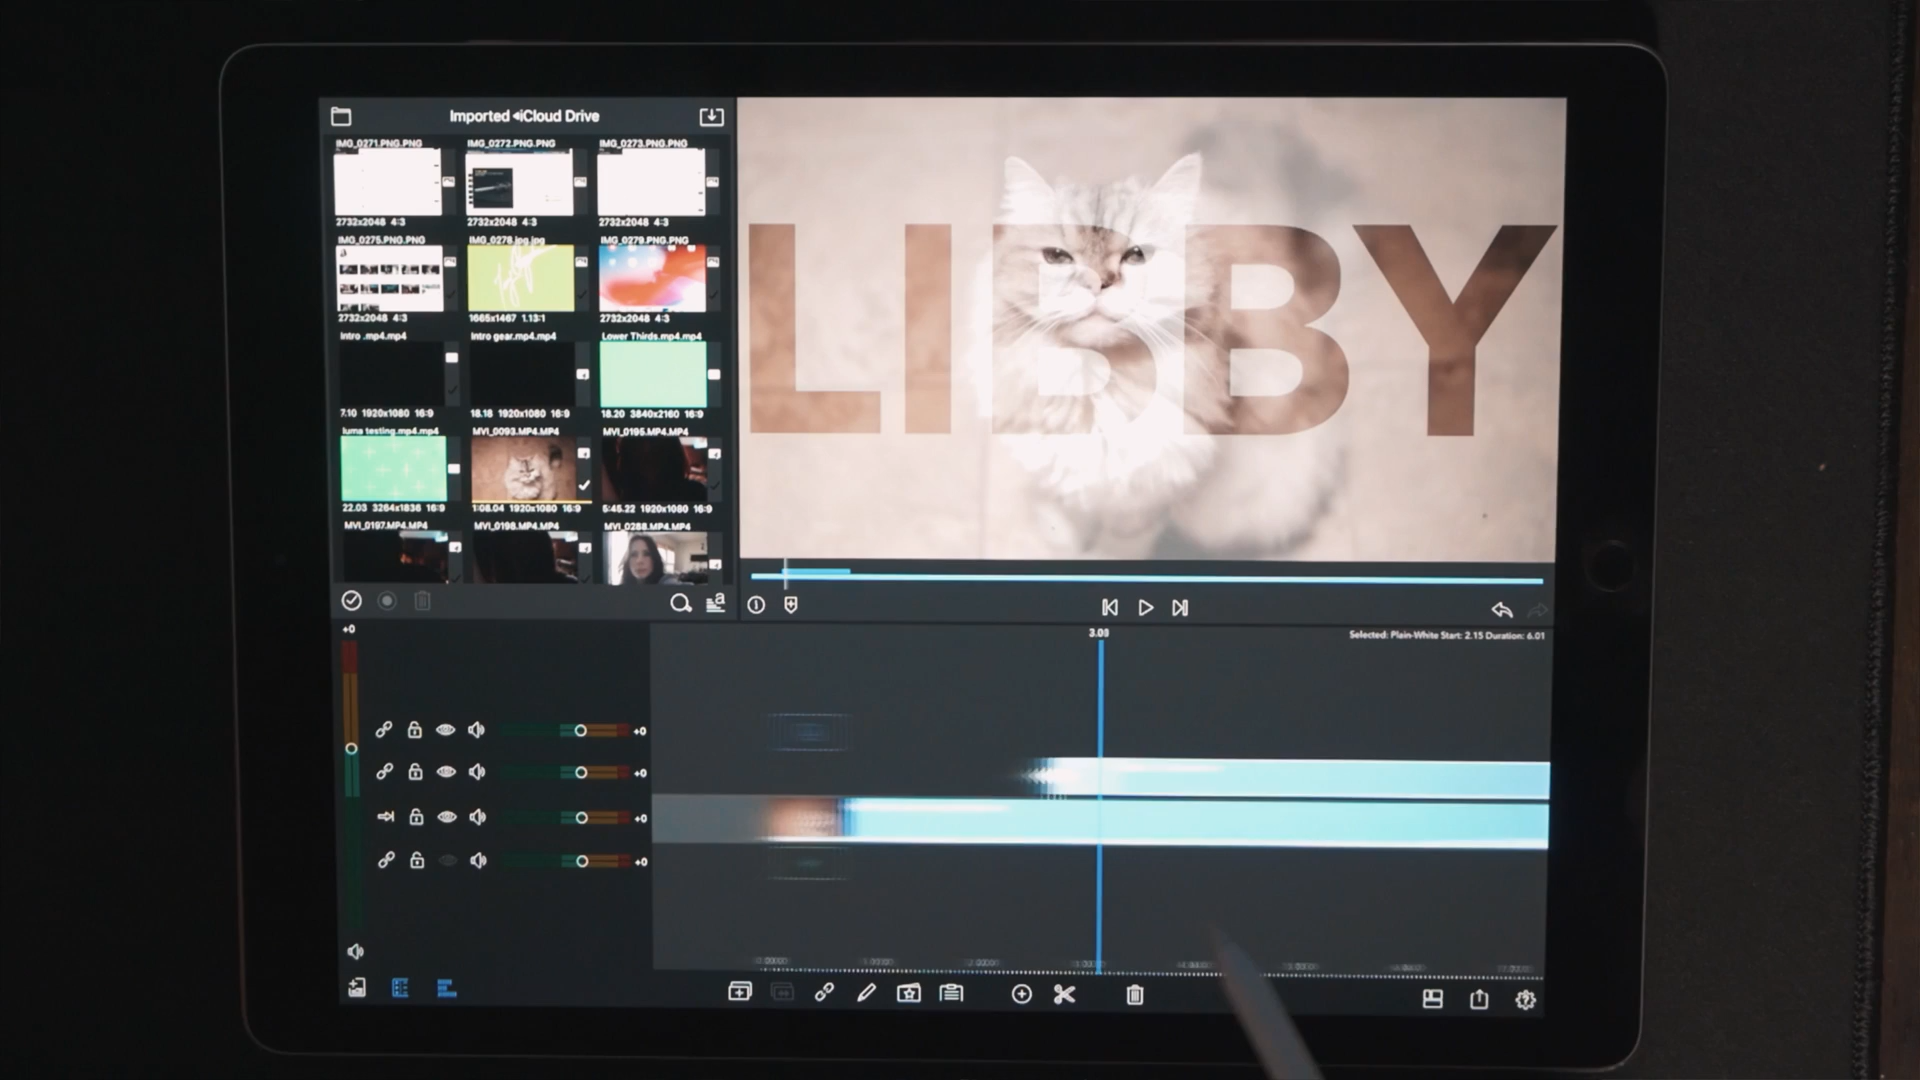 Imported iCloud Drive
IMG_0271.PNG.PNG IMG_0272.PNG.PNG IMG_0273.PNG.PNG
2732x2048 4:3 2732x2048 4:3 2732x2048 4:3
IMG_0275.PNG.PNG IMG_0278.jpg.jpg IMG_0279.PNG.PNG
2732x2048 4:3 1665x1467 1.13:1 2732x2048 4:3
Intro .mp4.mp4 Intro gear.mp4.mp4 Lower Thirds.mp4.mp4
7.10 1920x1080 16:9 18.18 1920x1080 16:9 18.20 3840x2160 16:9
luma testing.mp4.mp4 MVI_0093.MP4.MP4 MVI_0195.MP4.MP4
22.03 3264x1836 16:9 1:08.04 1920x1080 16:9 5:45.22 1920x1080 16:9
MVI_0197.MP4.MP4 MVI_0198.MP4.MP4 MVI_0288.MP4.MP4
LIBBY
+0
3.00
Selected: Plain-White Start: 2.15 Duration: 6.01
+0
+0
+0
+0